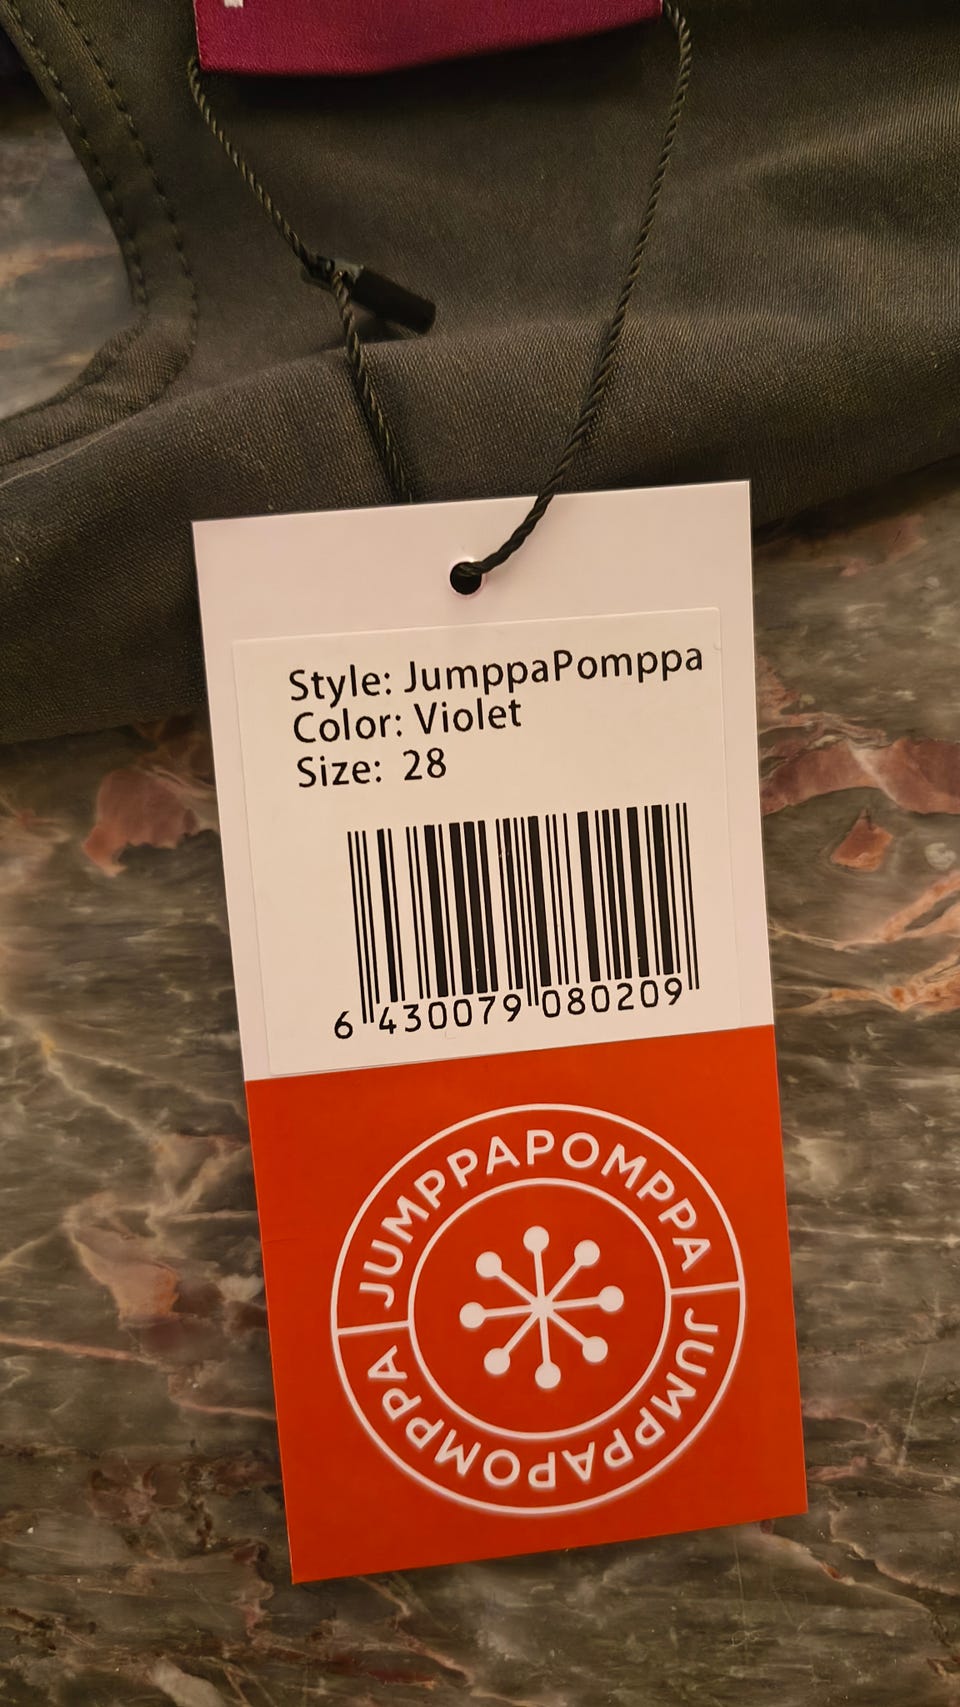 Style: JumppaPomppa
Color: Violet
Size: 28
6 430079 080209
JUMPPAPOMPPA
JUMPPAPOMPPA